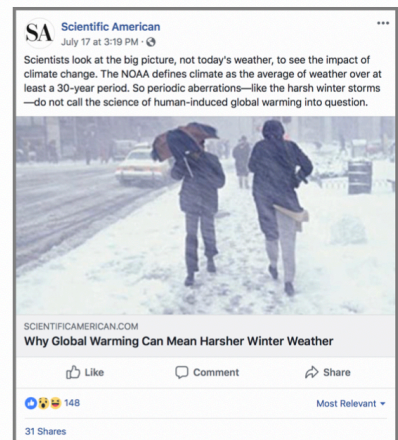 SA
Scientific American
July 17 at 3:19 PM ·
Scientists look at the big picture, not today's weather, to see the impact of
climate change. The NOAA defines climate as the average of weather over at
least a 30-year period. So periodic aberrations—like the harsh winter storms
—do not call the science of human-induced global warming into question.
SCIENTIFICAMERICAN.COM
Why Global Warming Can Mean Harsher Winter Weather
Like Comment Share
148 Most Relevant
31 Shares